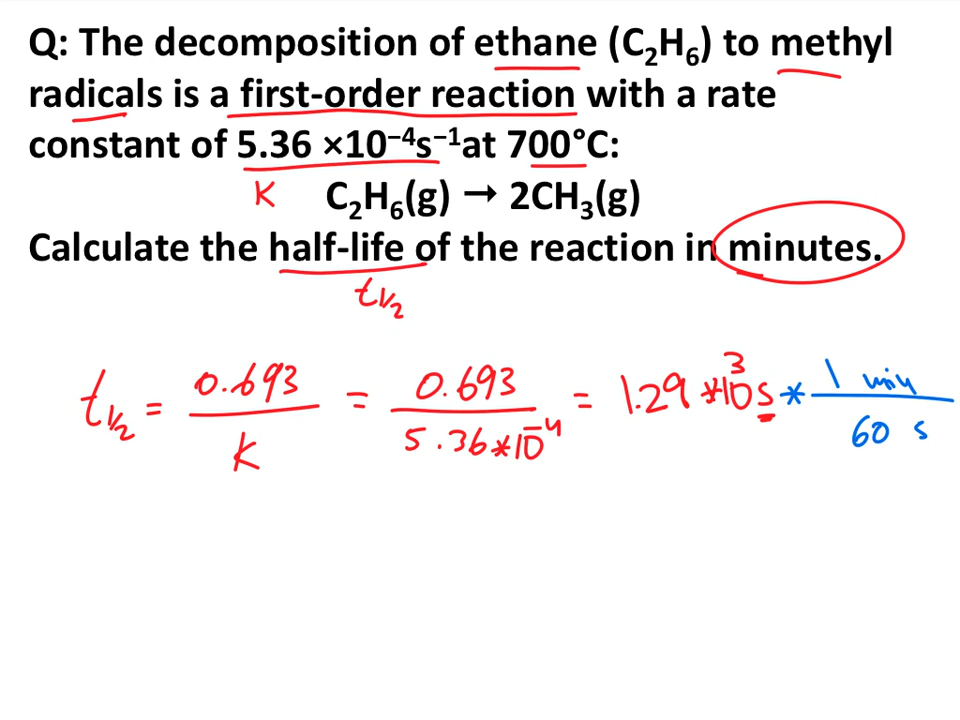 Q: The decomposition of ethane (C₂H₆) to methyl
radicals is a first-order reaction with a rate
constant of 5.36 ×10⁻⁴s⁻¹at 700°C:
K C₂H₆(g) → 2CH₃(g)
Calculate the half-life of the reaction in minutes.
t½
t½ = 0.693/K = 0.693/5.36*10⁻⁴ = 1.29*10³s * 1 min/60 s